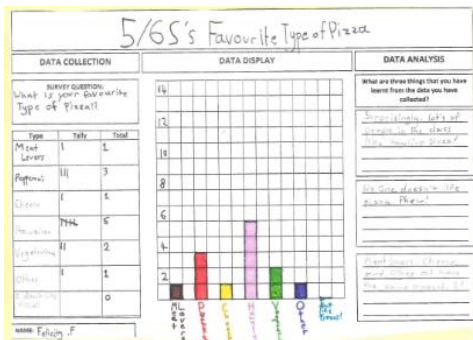 5/6S's Favourite Type of Pizza
DATA COLLECTION
DATA DISPLAY
DATA ANALYSIS
SURVEY QUESTION:
What is your favourite
Type of Pizza!!
Type Tally Total
Meat
Lovers 1
3
Cheese 1
Hawaiian 5
Vegetarian 2
Other 1
0
NAME: Felicity .F
14
12
10
8
6
4
2
Meat
Lovers
Other
What are three things that you have
learnt from the data you have
collected?
Surprisingly, lot's of
people in the class
like hawaiian pizza!
No One doesn't like
pizza Phew!
Meat lovers, Cheese,
and Other all have
the same amount,